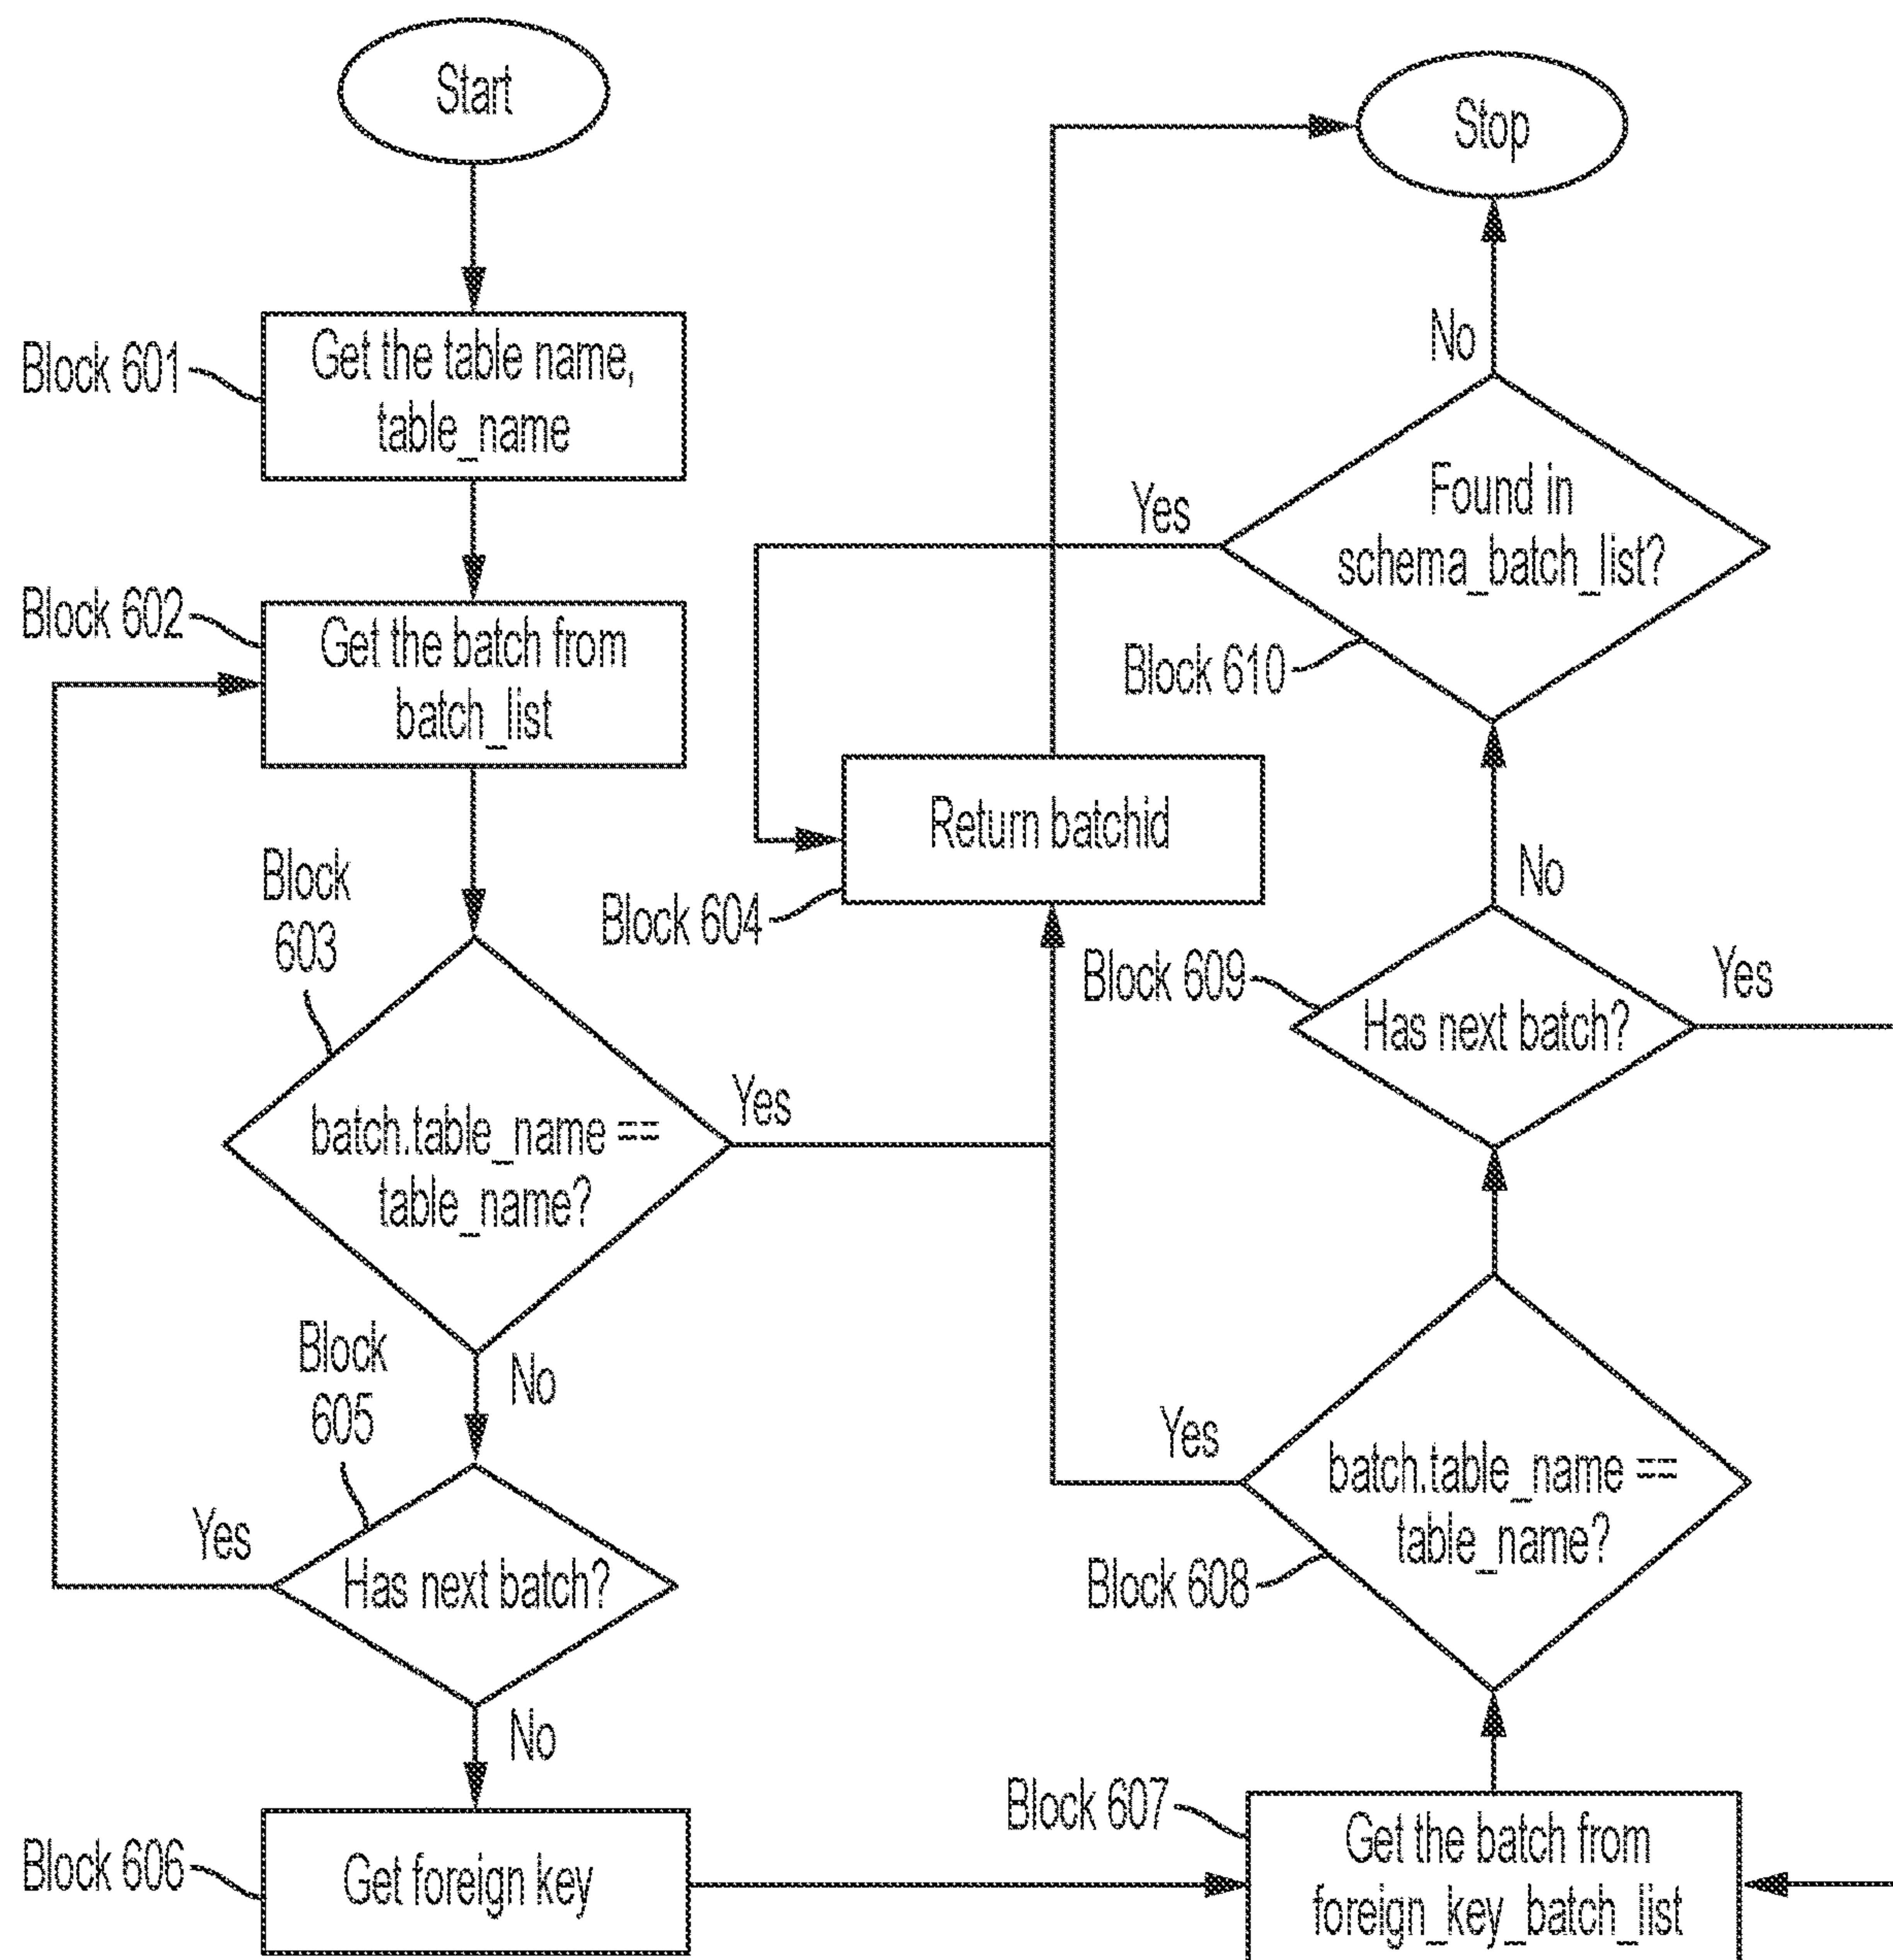 Start
Block 601
Get the table name,
table_name
Block 602
Get the batch from
batch_list
Block
603
batch.table_name ==
table_name?
Yes
No
Block
605
Yes
Has next batch?
No
Block 606
Get foreign key
Stop
No
Found in
schema_batch_list?
Yes
Block 610
Return batchid
Block 604
No
Block 609
Has next batch?
Yes
Yes
batch.table_name ==
table_name?
Block 608
Block 607
Get the batch from
foreign_key_batch_list